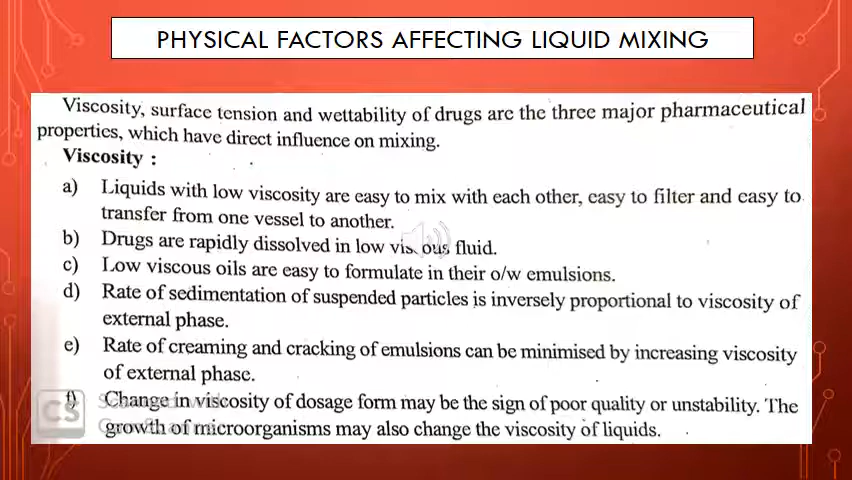 PHYSICAL FACTORS AFFECTING LIQUID MIXING
Viscosity, surface tension and wettability of drugs are the three major pharmaceutical
properties, which have direct influence on mixing.
Viscosity :
a) Liquids with low viscosity are easy to mix with each other, easy to filter and easy to
transfer from one vessel to another.
b) Drugs are rapidly dissolved in low viscous fluid.
c) Low viscous oils are easy to formulate in their o/w emulsions.
d) Rate of sedimentation of suspended particles is inversely proportional to viscosity of
external phase.
e) Rate of creaming and cracking of emulsions can be minimised by increasing viscosity
of external phase.
f) Change in viscosity of dosage form may be the sign of poor quality or unstability. The
growth of microorganisms may also change the viscosity of liquids.
CS